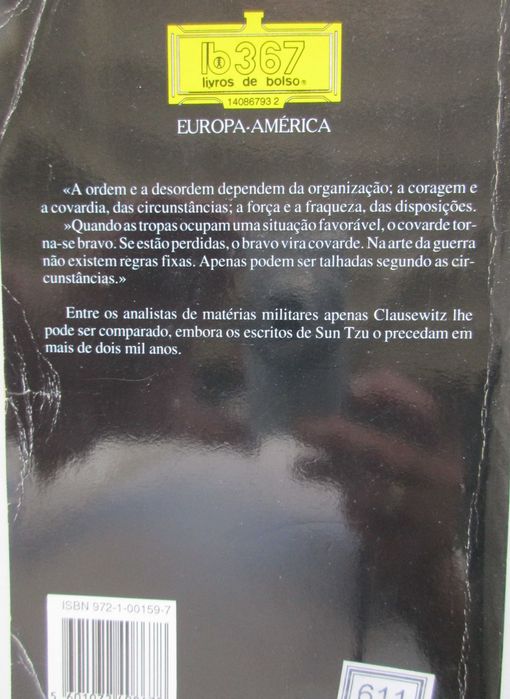 lb367
livros de bolso
14086793 2
EUROPA-AMÉRICA
«A ordem e a desordem dependem da organização; a coragem e
a covardia, das circunstâncias; a força e a fraqueza, das disposições.
»Quando as tropas ocupam uma situação favorável, o covarde tor-
na-se bravo. Se estão perdidas, o bravo vira covarde. Na arte da guerra
não existem regras fixas. Apenas podem ser talhadas segundo as cir-
cunstâncias.»
Entre os analistas de matérias militares apenas Clausewitz lhe
pode ser comparado, embora os escritos de Sun Tzu o precedam em
mais de dois mil anos.
ISBN 972-1-00159-7
611